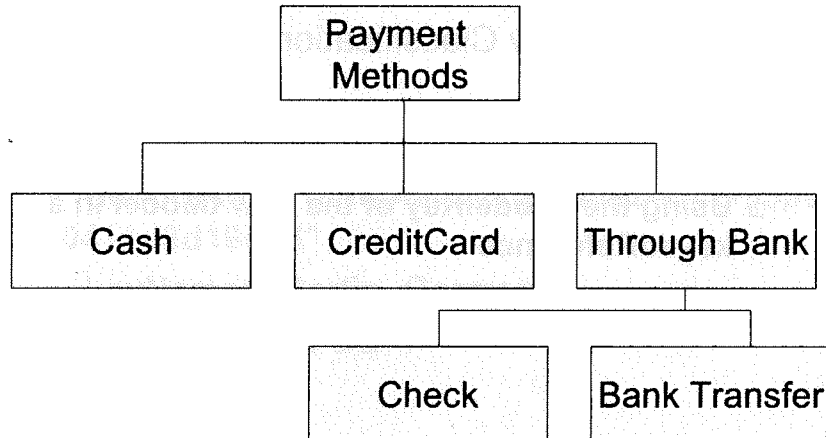 Payment
Methods
Cash
CreditCard
Through Bank
Check
Bank Transfer